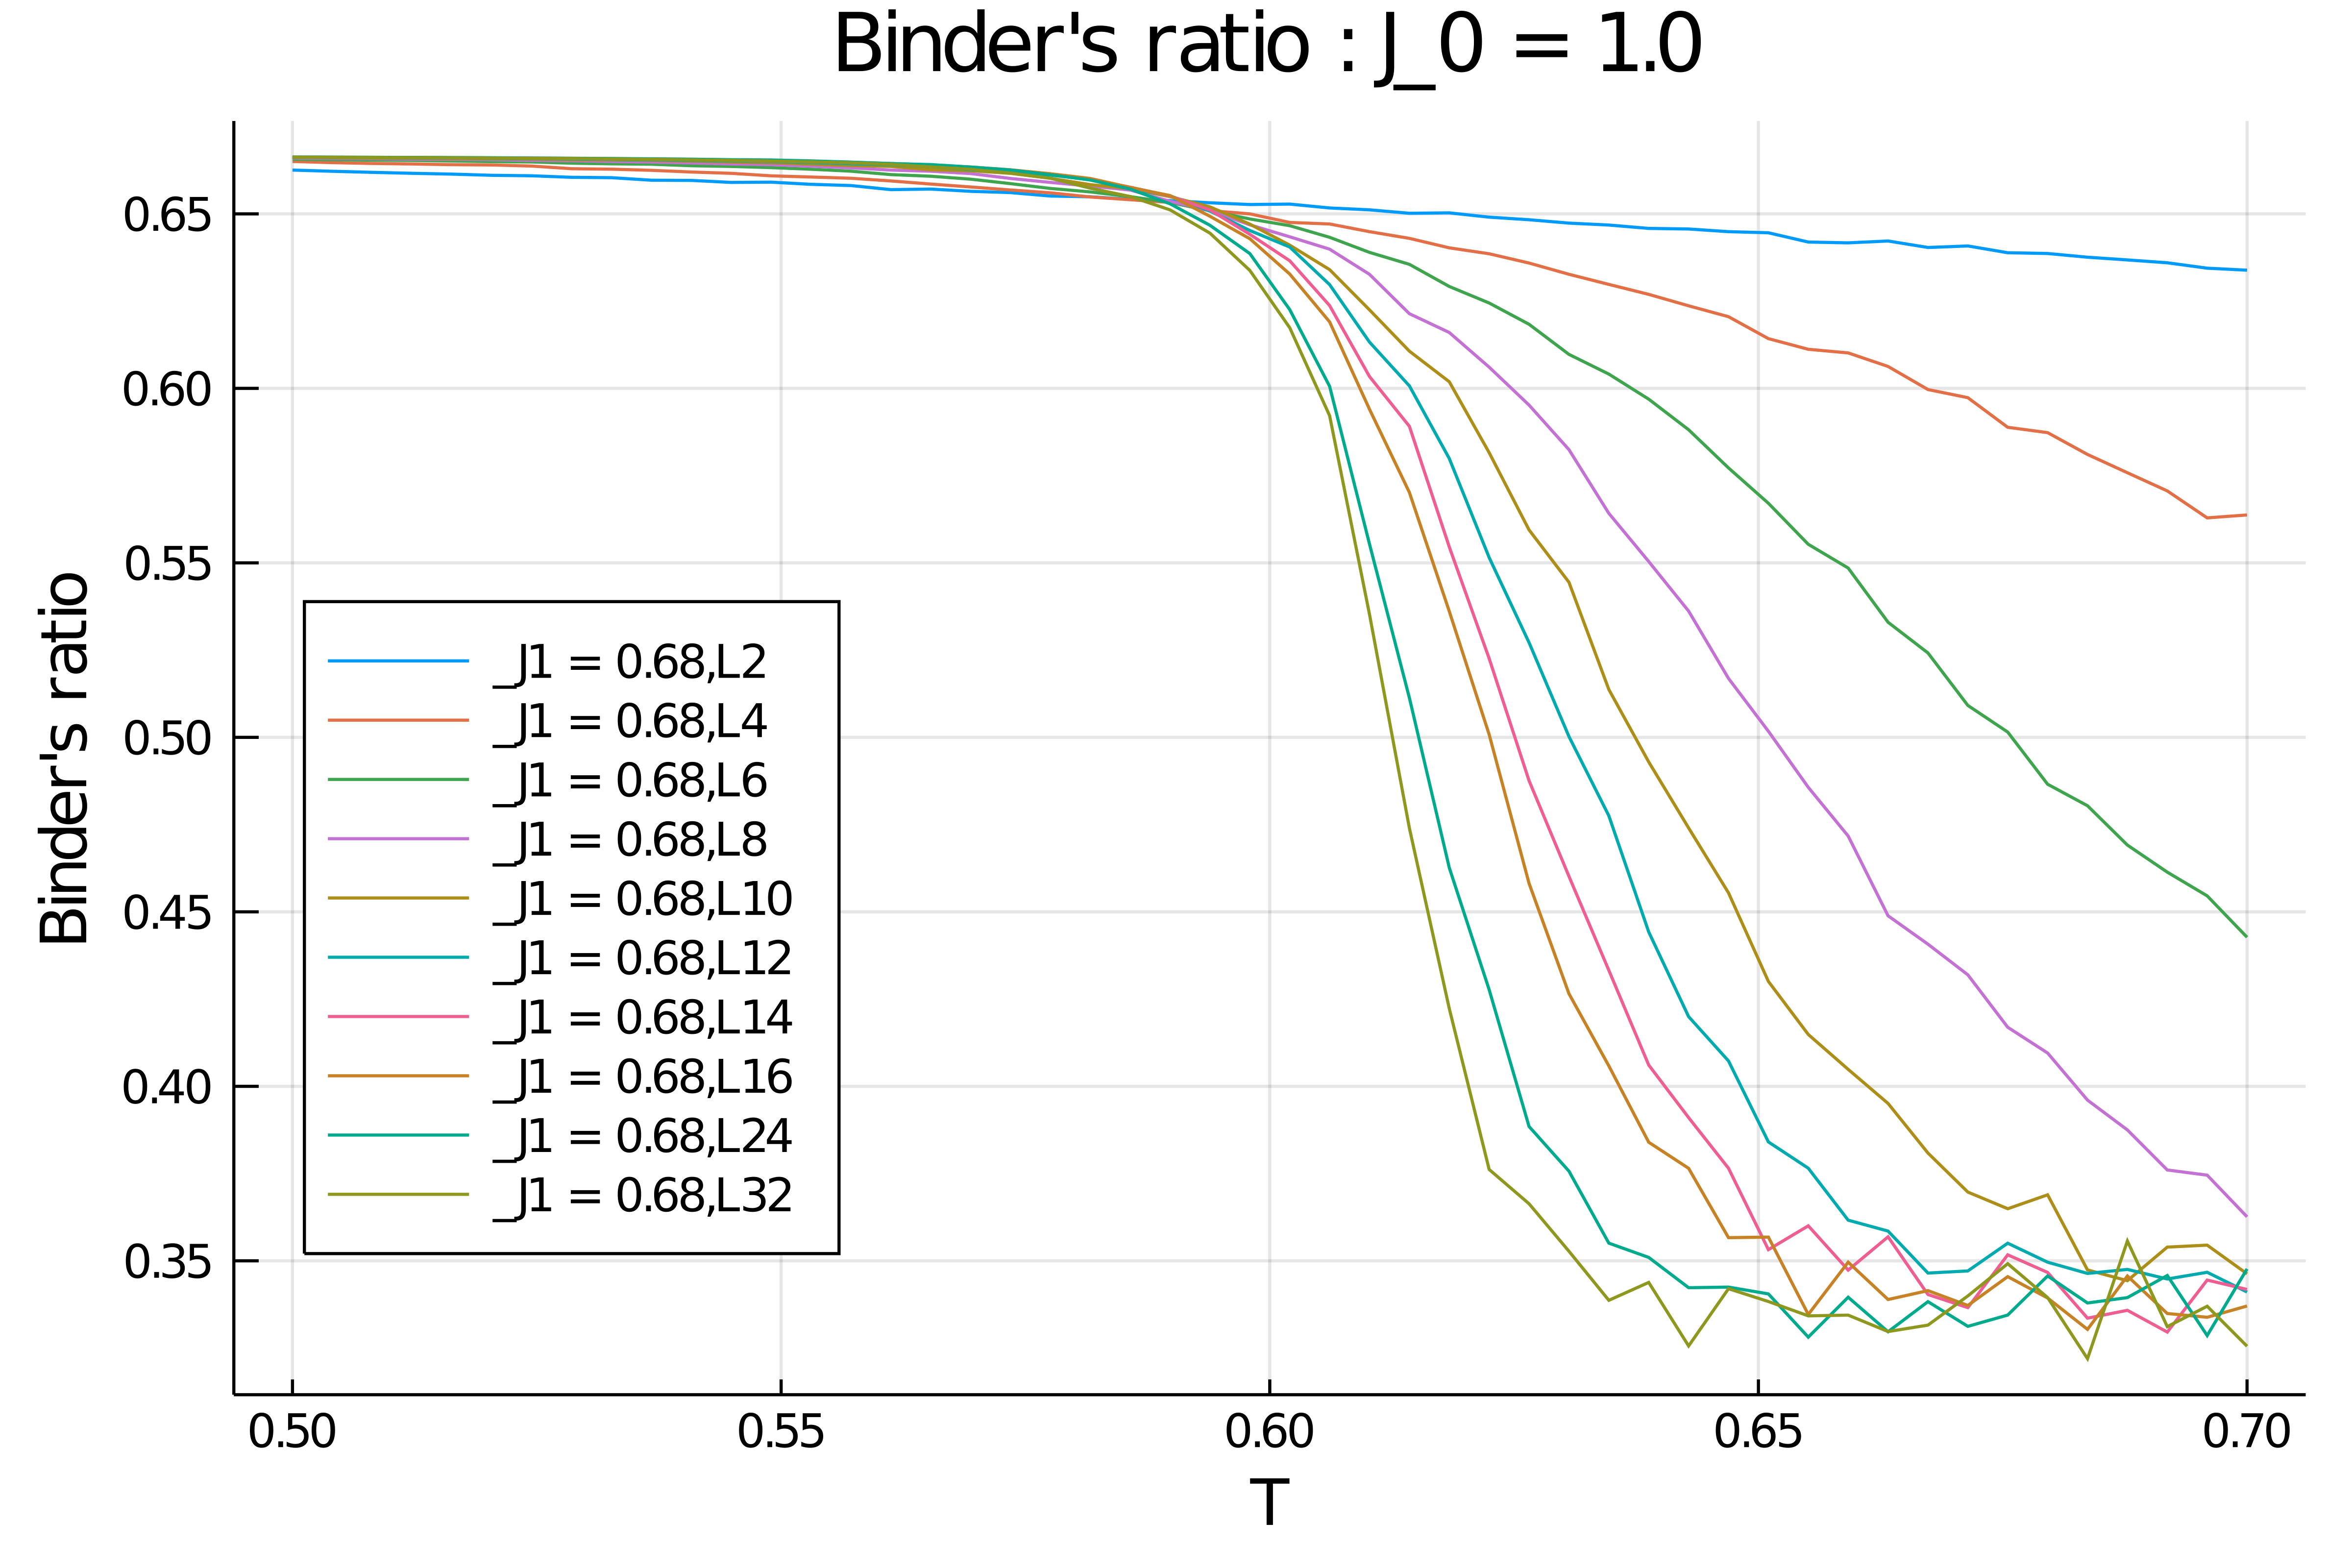 Binder's ratio : J_0 = 1.0
Binder's ratio
0.65
0.60
0.55
0.50
0.45
0.40
0.35
_J1 = 0.68,L2
_J1 = 0.68,L4
_J1 = 0.68,L6
_J1 = 0.68,L8
_J1 = 0.68,L10
_J1 = 0.68,L12
_J1 = 0.68,L14
_J1 = 0.68,L16
_J1 = 0.68,L24
_J1 = 0.68,L32
0.50 0.55 0.60 0.65 0.70
T